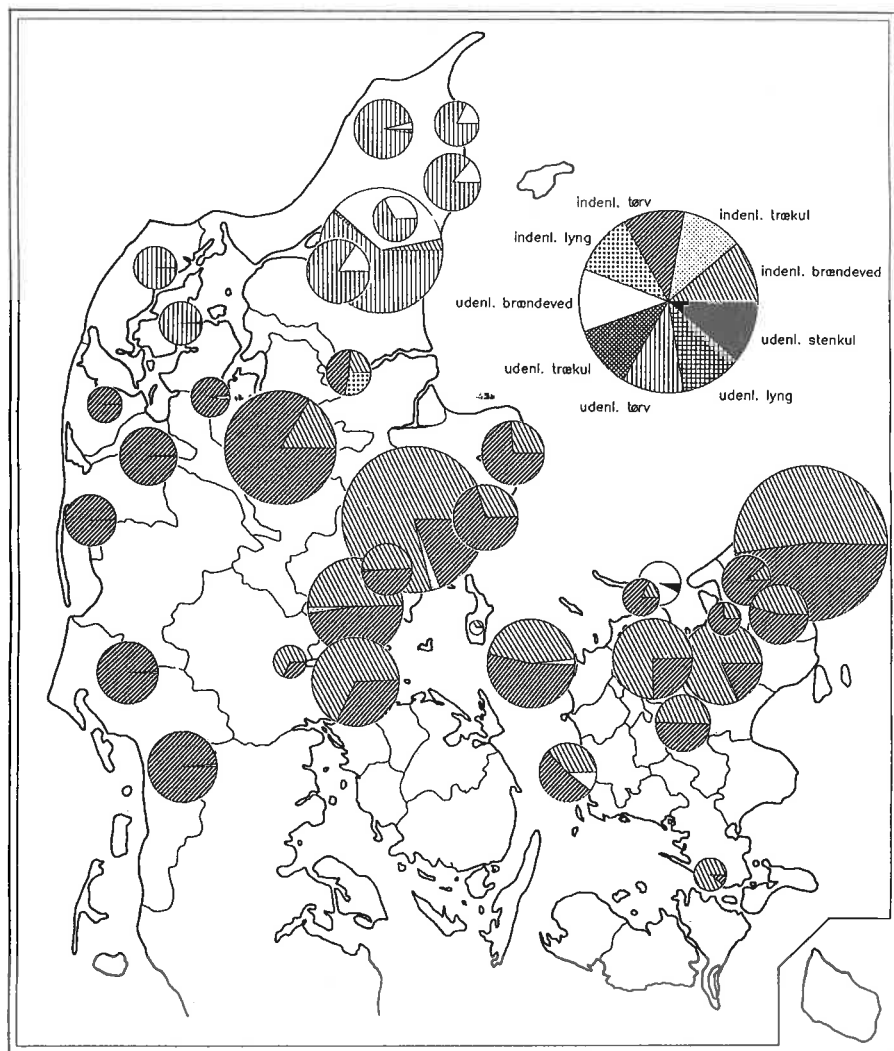 indenl. tørv
indenl. trækul
indenl. lyng
indenl. brændeved
udenl. brændeved
udenl. stenkul
udenl. trækul
udenl. lyng
udenl. tørv